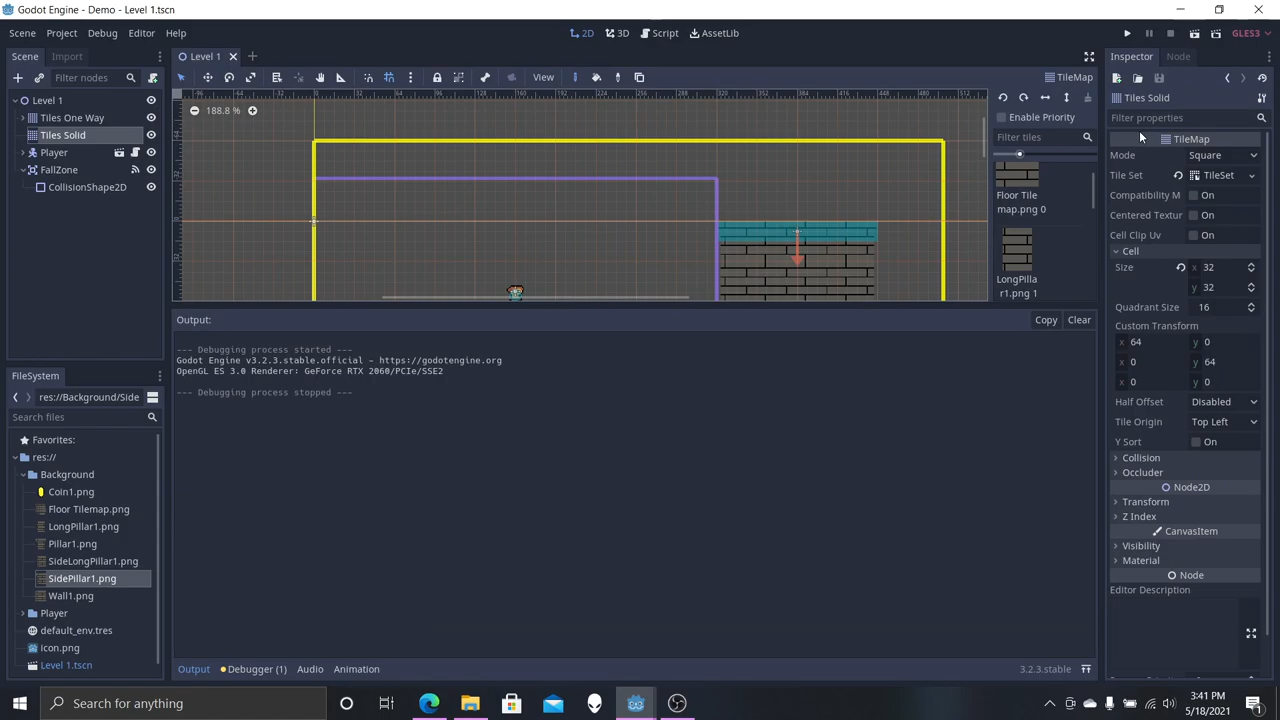 Godot Engine - Demo - Level 1.tscn
Scene Project Debug Editor Help
2D 3D Script AssetLib
GLES3
Scene Import
Level 1
Inspector Node
Filter nodes
View
TileMap
Level 1
Tiles One Way
Tiles Solid
Player
FallZone
CollisionShape2D
188.8 %
Enable Priority
Filter tiles
Floor Tile
map.png 0
LongPilla
r1.png 1
Tiles Solid
Filter properties
TileMap
Mode Square
Tile Set TileSet
Compatibility M On
Centered Textur On
Cell Clip Uv On
Cell
Size x 32
y 32
Quadrant Size 16
Custom Transform
x 64 y 0
x 0 y 64
x 0 y 0
Half Offset Disabled
Tile Origin Top Left
Y Sort On
Collision
Occluder
Node2D
Transform
Z Index
CanvasItem
Visibility
Material
Node
Editor Description
Output:
Copy Clear
--- Debugging process started ---
Godot Engine v3.2.3.stable.official - https://godotengine.org
OpenGL ES 3.0 Renderer: GeForce RTX 2060/PCIe/SSE2
--- Debugging process stopped ---
FileSystem
res://Background/Side
Search files
Favorites:
res://
Background
Coin1.png
Floor Tilemap.png
LongPillar1.png
Pillar1.png
SideLongPillar1.png
SidePillar1.png
Wall1.png
Player
default_env.tres
icon.png
Level 1.tscn
Output Debugger (1) Audio Animation
3.2.3.stable
Search for anything
3:41 PM
5/18/2021